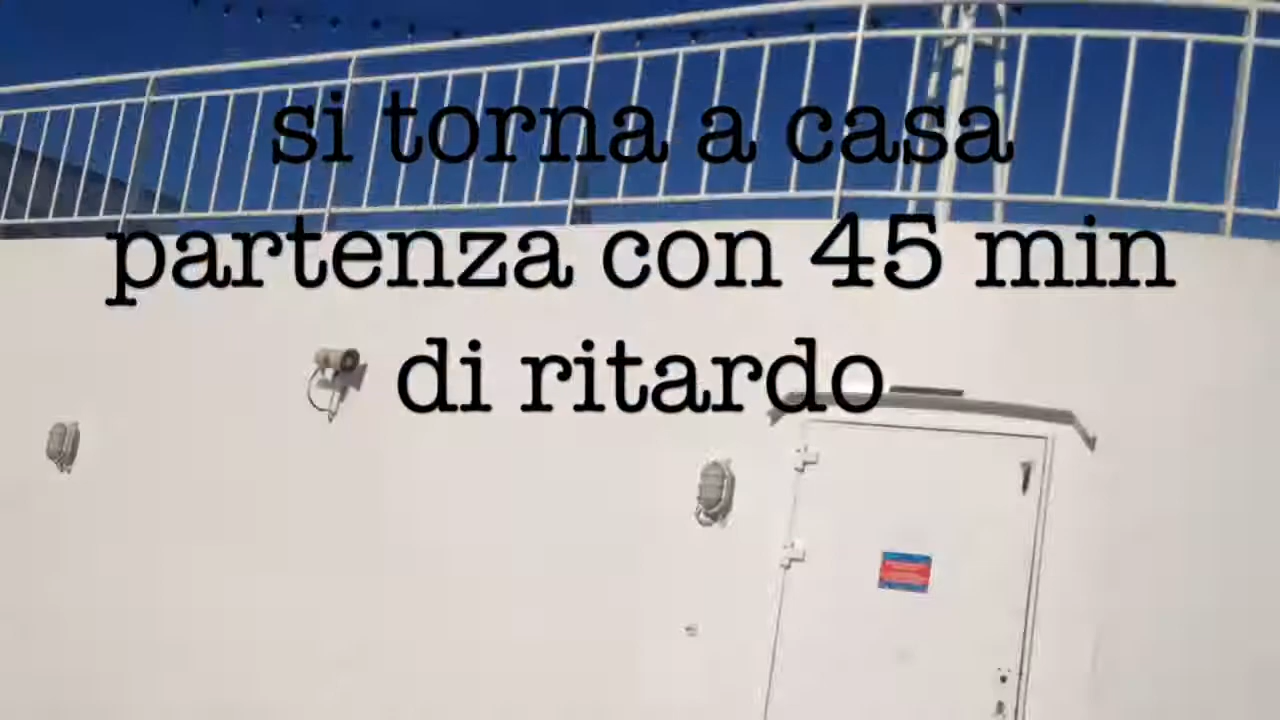 si torna a casa
partenza con 45 min
di ritardo